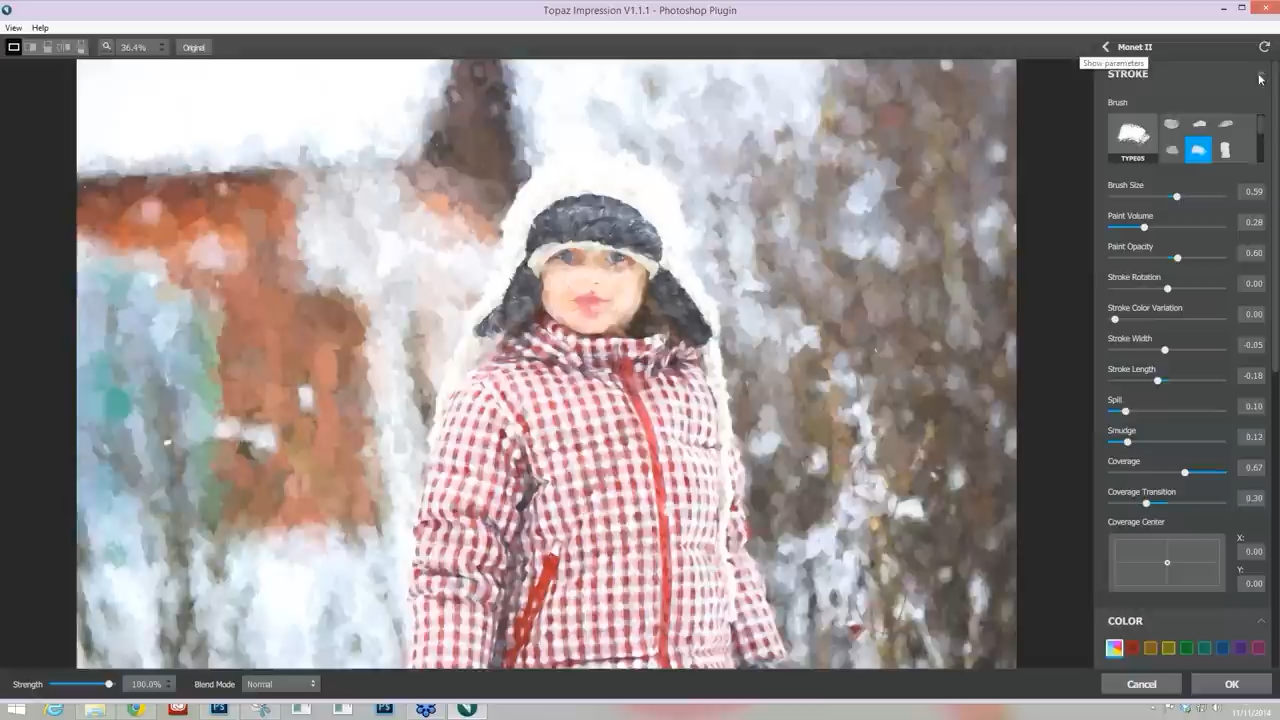 Topaz Impression V1.1.1 - Photoshop Plugin
View Help
36.4% Original
Monet II
Show parameters
STROKE
Brush
TYPE05
Brush Size 0.59
Paint Volume 0.28
Paint Opacity 0.60
Stroke Rotation 0.00
Stroke Color Variation 0.00
Stroke Width -0.05
Stroke Length -0.18
Spill 0.10
Smudge 0.12
Coverage 0.67
Coverage Transition 0.30
Coverage Center
X:
0.00
Y:
0.00
COLOR
Strength 100.0% Blend Mode Normal
Cancel OK
11/11/2014